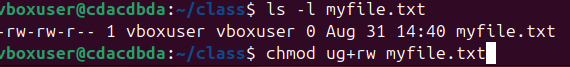 vboxuser@cdacdbda:~/class$ ls -l myfile.txt
-rw-rw-r-- 1 vboxuser vboxuser 0 Aug 31 14:40 myfile.txt
vboxuser@cdacdbda:~/class$ chmod ug+rw myfile.txt